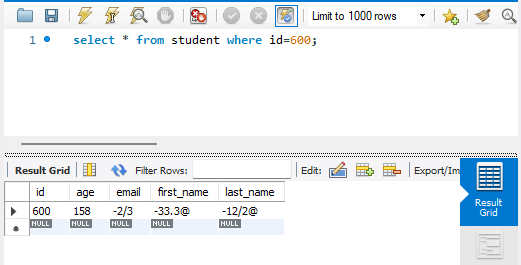 Limit to 1000 rows
1 select * from student where id=600;
Result Grid Filter Rows: Edit: Export/Im
id age email first_name last_name
600 158 -2/3 -33.3@ -12/2@
NULL NULL NULL NULL NULL
Result
Grid